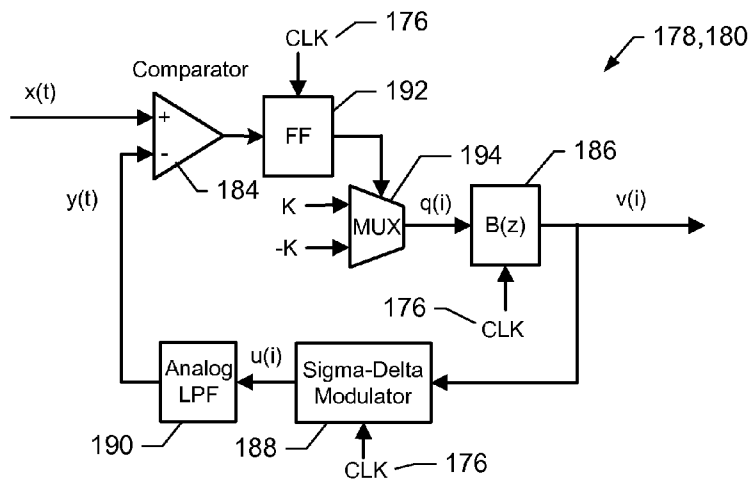 176
CLK
178,180
Comparator
192
x(t)
+
FF
194
186
-
184
K
q(i)
v(i)
y(t)
MUX
B(z)
-K
176
CLK
u(i)
Analog
LPF
Sigma-Delta
Modulator
190
188
176
CLK